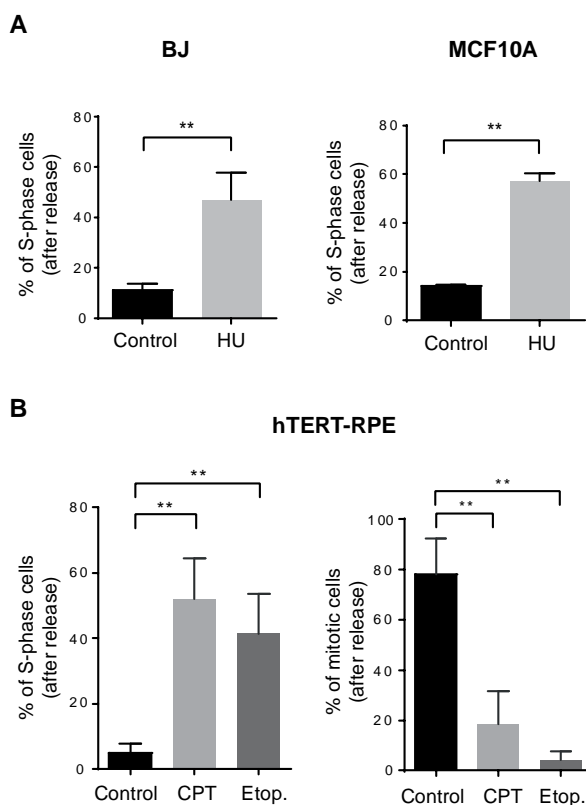 A
BJ
MCF10A
% of S-phase cells
(after release)
80
60
40
20
0
**
Control
HU
% of S-phase cells
(after release)
80
60
40
20
0
**
Control
HU
B
hTERT-RPE
% of S-phase cells
(after release)
80
60
40
20
0
**
**
Control
CPT
Etop.
% of mitotic cells
(after release)
100
80
60
40
20
0
**
**
Control
CPT
Etop.